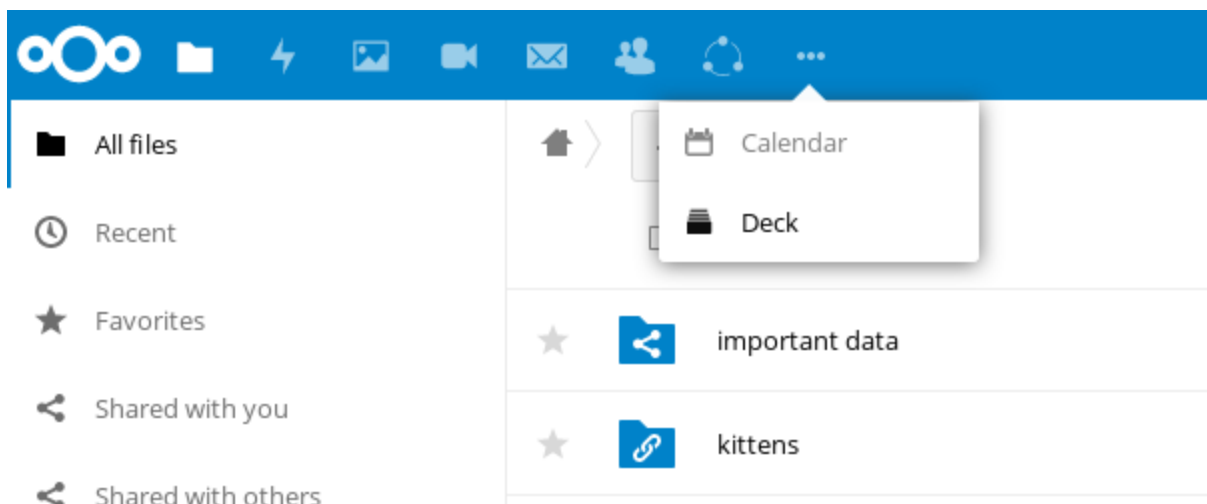 All files
Recent
Favorites
Shared with you
Shared with others
Calendar
Deck
important data
kittens